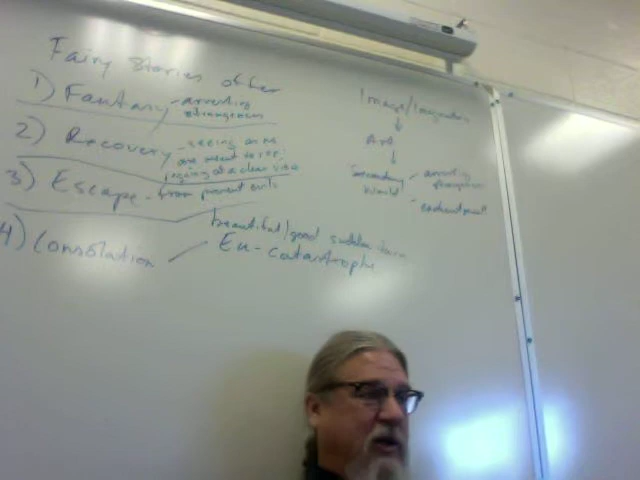 Fairy Stories offer
1) Fantasy - arresting
strangeness
2) Recovery - seeing as we
are meant to see,
regaining of a clear view
3) Escape - from present evils
4) Consolation
beautiful/good sudden turn
Eu-catastrophe
Image/Imagination
Art
Secondary - arresting
strangeness
World - enchantment